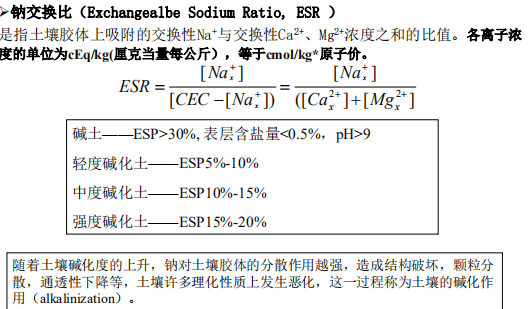 ➢钠交换比（Exchangealbe Sodium Ratio, ESR ）
是指土壤胶体上吸附的交换性Na⁺与交换性Ca²⁺、Mg²⁺浓度之和的比值。各离子浓
度的单位为cEq/kg(厘克当量每公斤），等于cmol/kg*原子价。
ESR = [Na_x^+] / ([CEC − [Na_x^+]]) = [Na_x^+] / ([Ca_x^{2+}]+[Mg_x^{2+}])
碱土——ESP>30%, 表层含盐量<0.5%，pH>9
轻度碱化土——ESP5%-10%
中度碱化土——ESP10%-15%
强度碱化土——ESP15%-20%
随着土壤碱化度的上升，钠对土壤胶体的分散作用越强，造成结构破坏，颗粒分
散，通透性下降等，土壤许多理化性质上发生恶化，这一过程称为土壤的碱化作
用（alkalinization）。